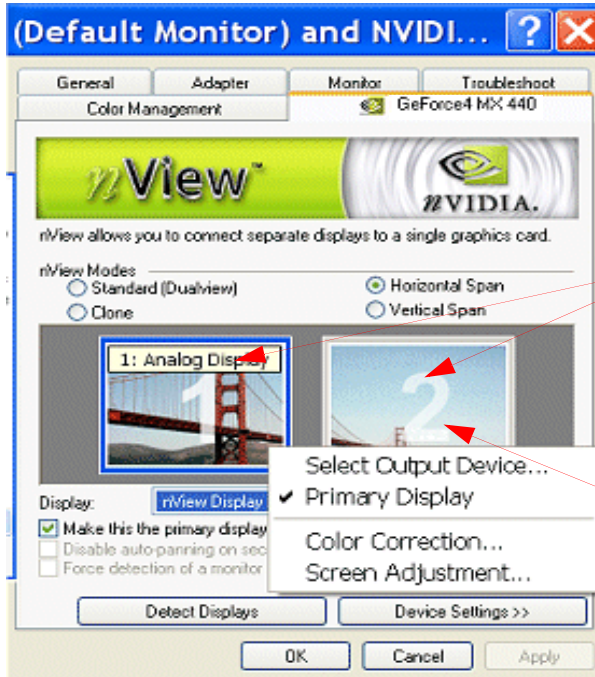 (Default Monitor) and NVIDI...
General Adapter Monitor Troubleshoot
Color Management GeForce4 MX 440
nView™
nVIDIA.
nView allows you to connect separate displays to a single graphics card.
nView Modes
Standard (Dualview) Horizontal Span
Clone Vertical Span
1: Analog Display
1 2
Select Output Device...
Display: nView Display Primary Display
Make this the primary display
Color Correction...
Disable auto-panning on sec
Screen Adjustment...
Force detection of a monitor
Detect Displays Device Settings >>
OK Cancel Apply